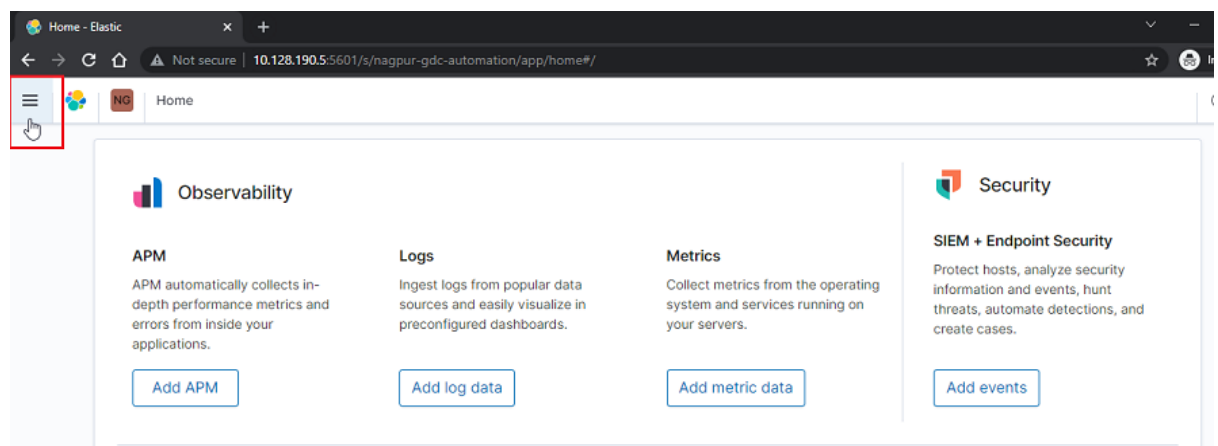 Home - Elastic
Not secure | 10.128.190.5:5601/s/nagpur-gdc-automation/app/home#/
NG Home
Observability
APM
APM automatically collects in-
depth performance metrics and
errors from inside your
applications.
Add APM
Logs
Ingest logs from popular data
sources and easily visualize in
preconfigured dashboards.
Add log data
Metrics
Collect metrics from the operating
system and services running on
your servers.
Add metric data
Security
SIEM + Endpoint Security
Protect hosts, analyze security
information and events, hunt
threats, automate detections, and
create cases.
Add events